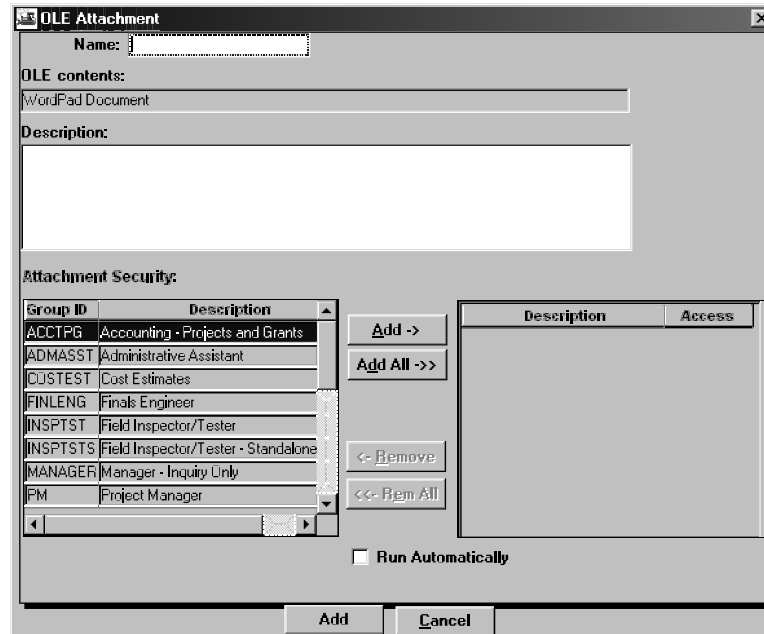 OLE Attachment
Name:
OLE contents:
WordPad Document
Description:
Attachment Security:
Group ID Description
ACCTPG Accounting - Projects and Grants
ADMASST Administrative Assistant
COSTEST Cost Estimates
FINLENG Finals Engineer
INSPTST Field Inspector/Tester
INSPTSTS Field Inspector/Tester - Standalone
MANAGER Manager - Inquiry Only
PM Project Manager
Add ->
Add All ->>
<- Remove
<<- Rem All
Description Access
Run Automatically
Add Cancel